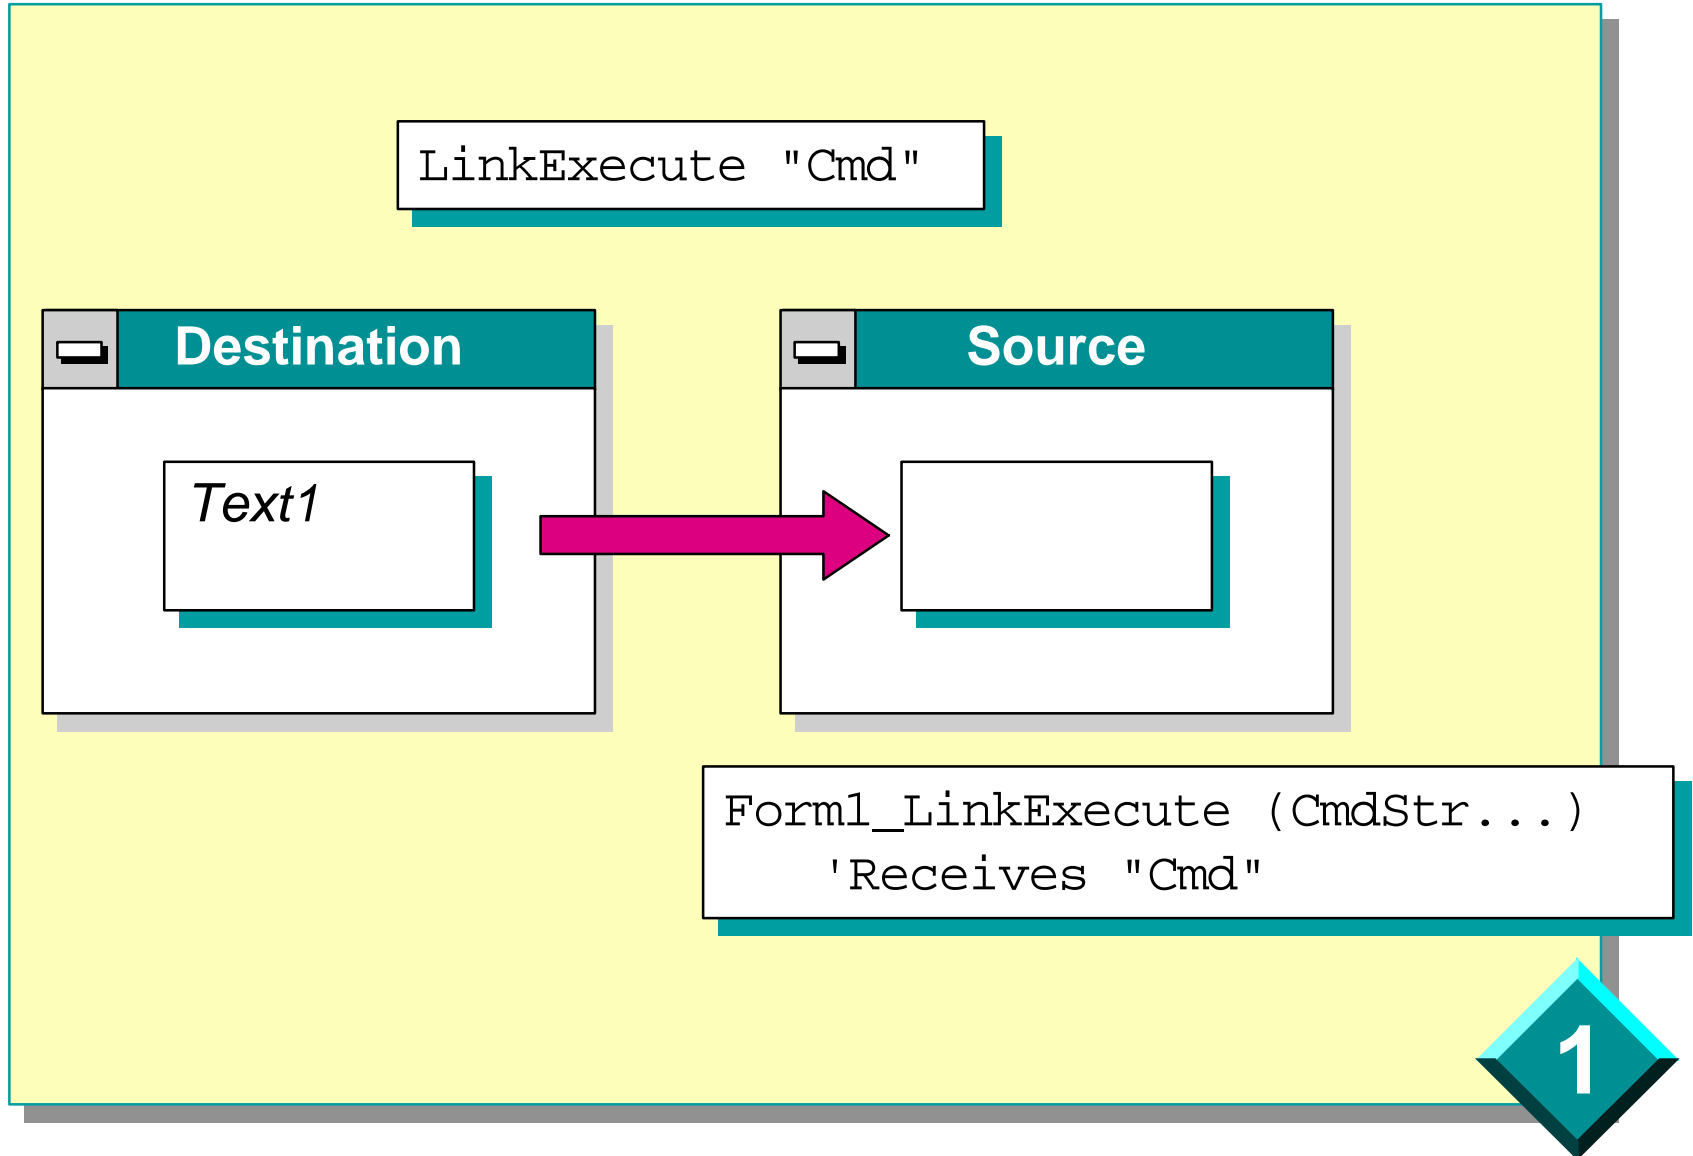 LinkExecute "Cmd"
Destination
Source
Text1
Form1_LinkExecute (CmdStr...)
'Receives "Cmd"
1